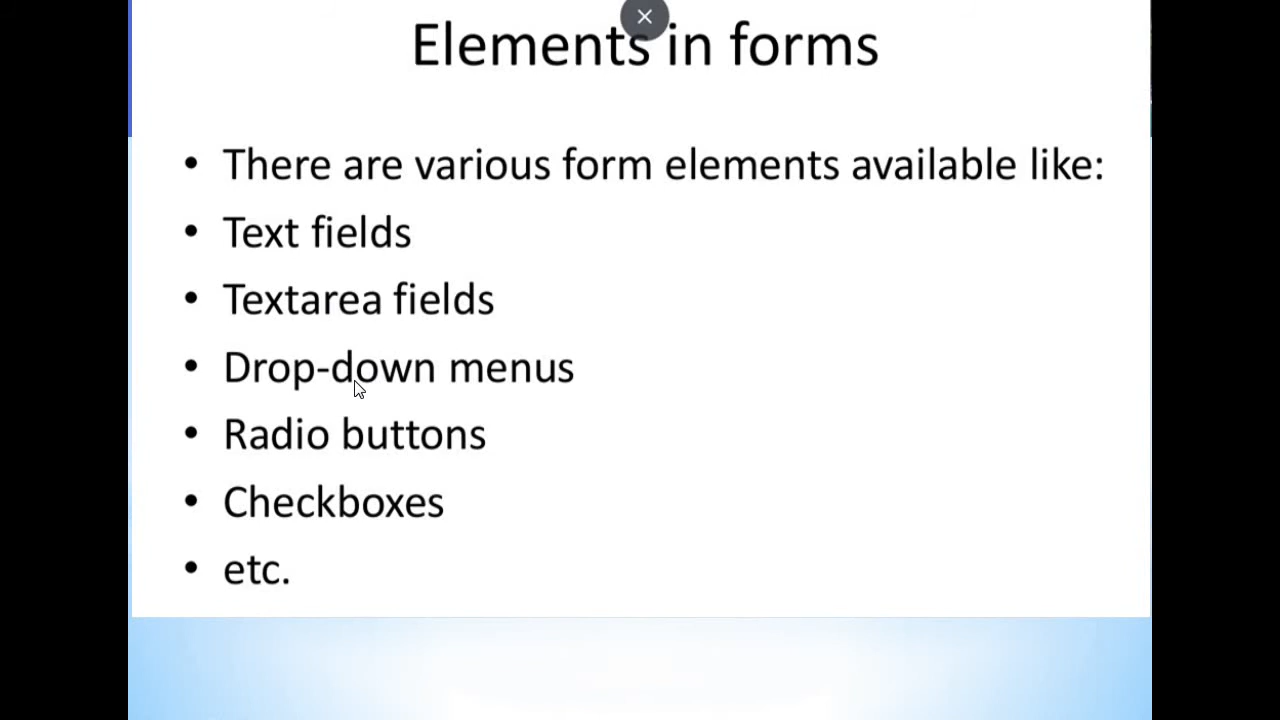 Elements in forms
• There are various form elements available like:
• Text fields
• Textarea fields
• Drop-down menus
• Radio buttons
• Checkboxes
• etc.